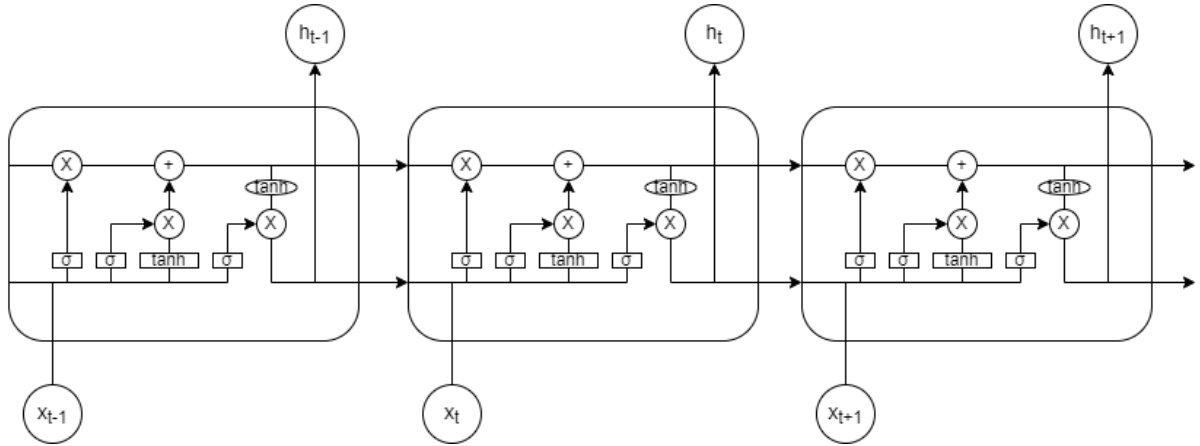 h_{t-1} h_t h_{t+1}
X + X + X +
tanh tanh tanh
X X X X X X
σ σ tanh σ σ σ tanh σ σ σ tanh σ
x_{t-1} x_t x_{t+1}